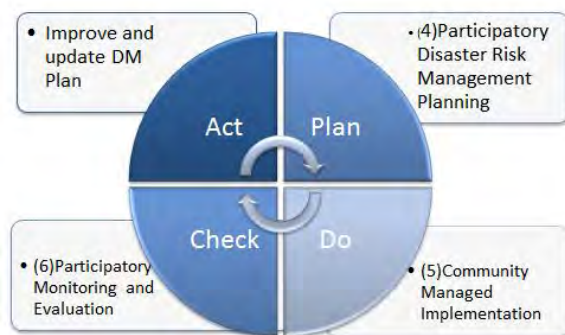 • Improve and
update DM
Plan
• (4)Participatory
Disaster Risk
Management
Planning
Act
Plan
Check
Do
• (6)Participatory
Monitoring and
Evaluation
• (5)Community
Managed
Implementation